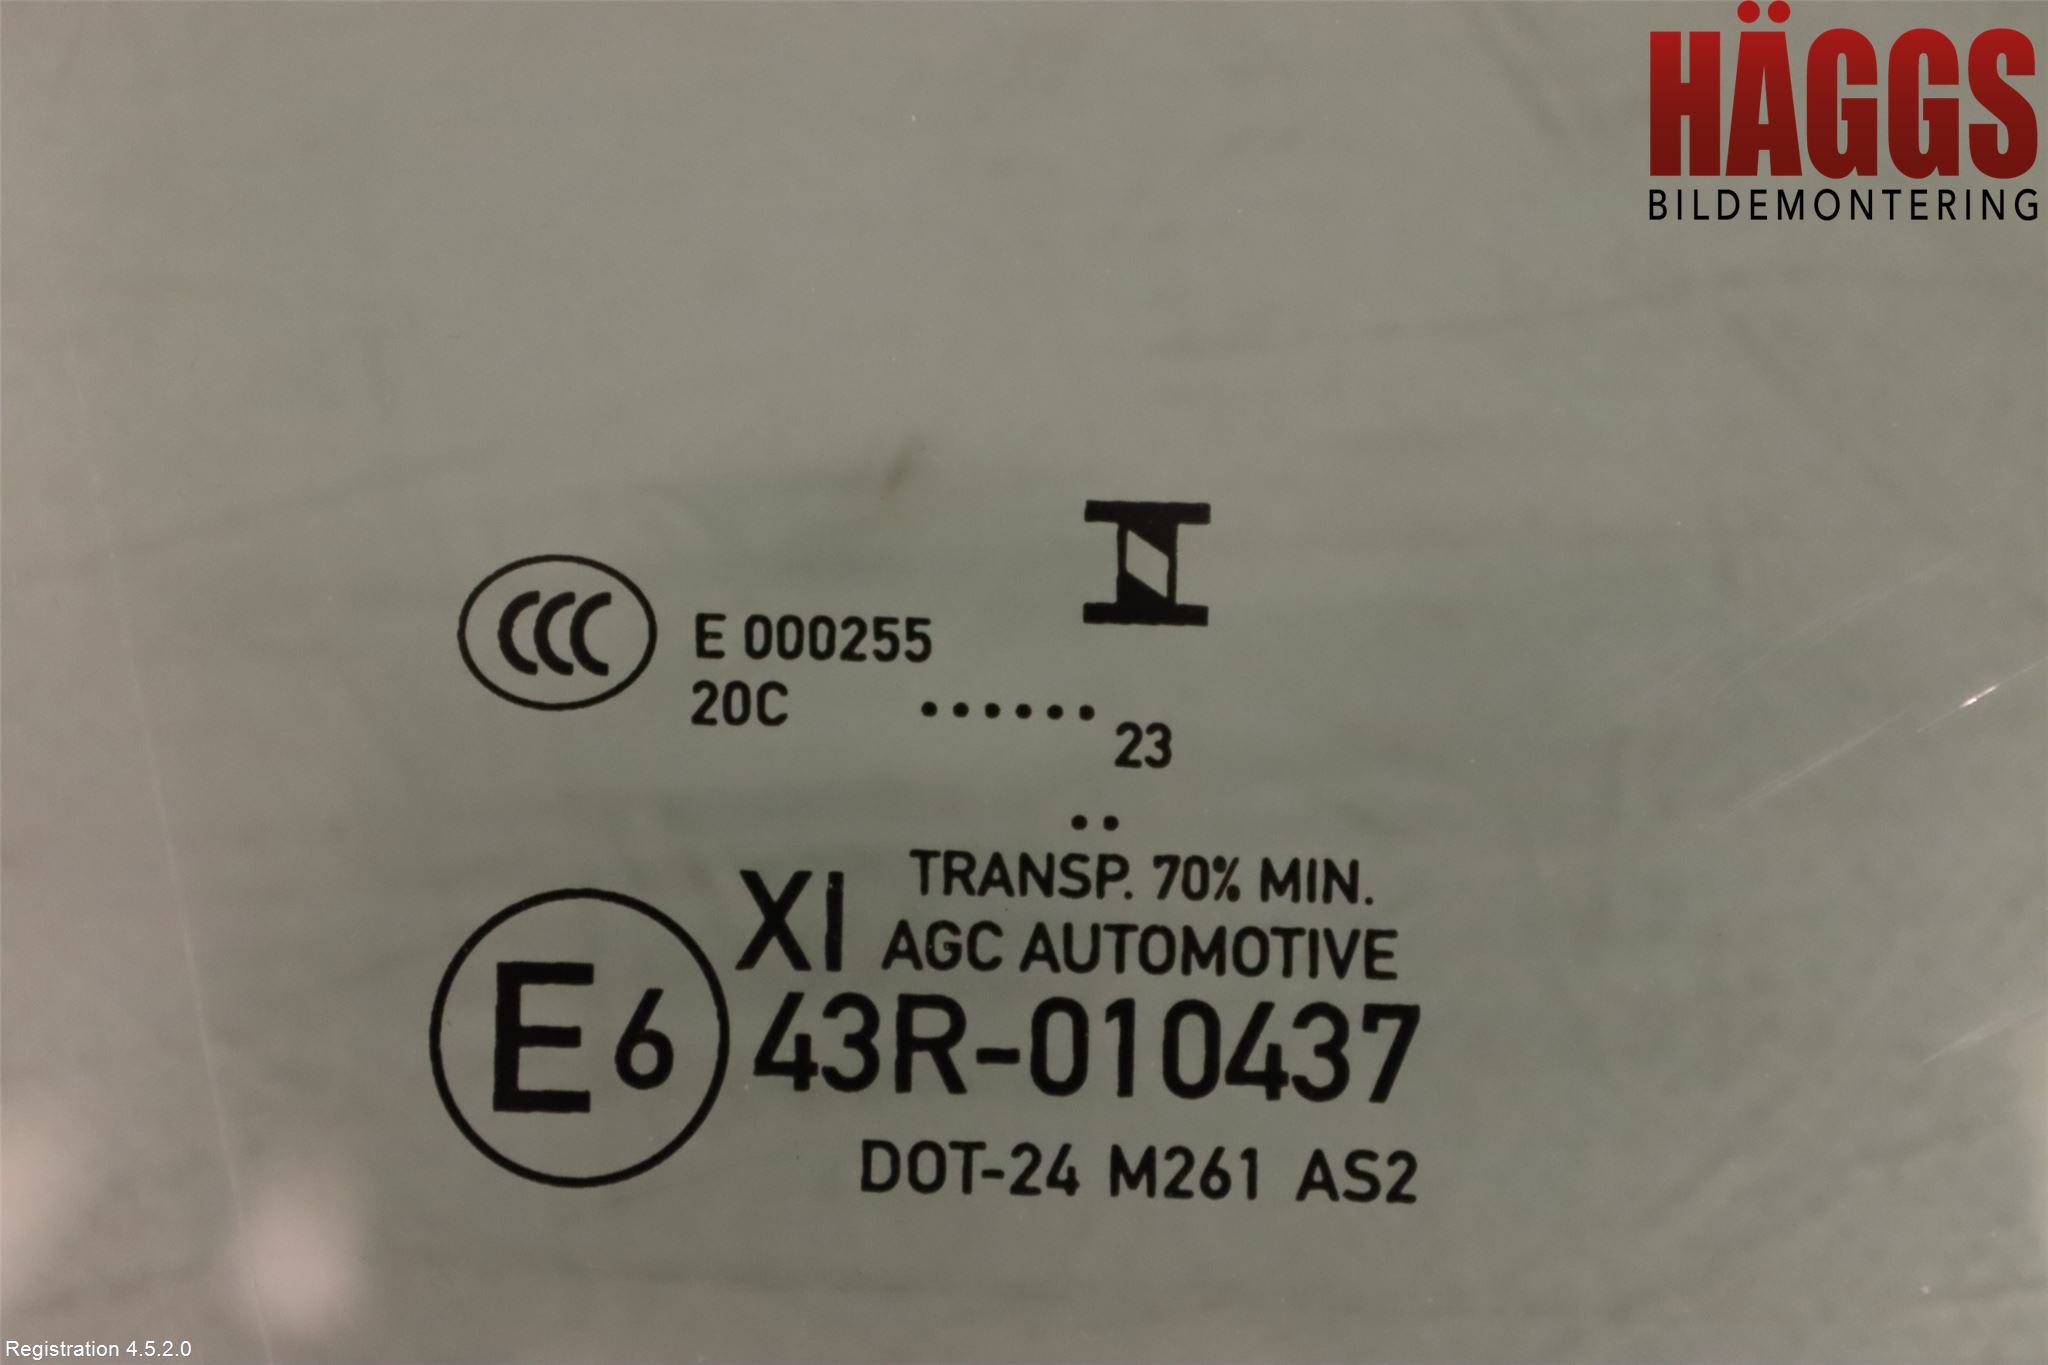 HÄGGS
BILDEMONTERING
CCC
E 000255
20C
......
23
..
XI
TRANSP. 70% MIN.
AGC AUTOMOTIVE
E6
43R-010437
DOT-24 M261 AS2
Registration 4.5.2.0